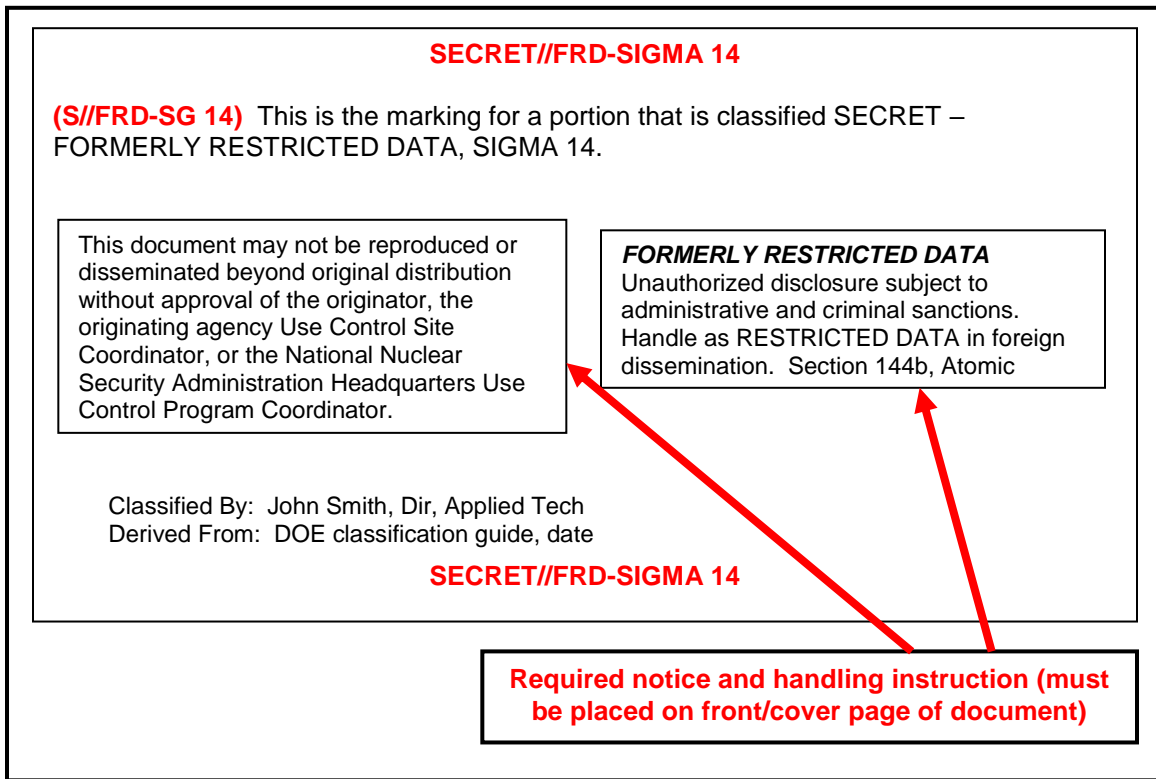 SECRET//FRD-SIGMA 14
(S//FRD-SG 14)  This is the marking for a portion that is classified SECRET –
FORMERLY RESTRICTED DATA, SIGMA 14.
This document may not be reproduced or
disseminated beyond original distribution
without approval of the originator, the
originating agency Use Control Site
Coordinator, or the National Nuclear
Security Administration Headquarters Use
Control Program Coordinator.
FORMERLY RESTRICTED DATA
Unauthorized disclosure subject to
administrative and criminal sanctions.
Handle as RESTRICTED DATA in foreign
dissemination.  Section 144b, Atomic
Classified By:  John Smith, Dir, Applied Tech
Derived From:  DOE classification guide, date
SECRET//FRD-SIGMA 14
Required notice and handling instruction (must
be placed on front/cover page of document)